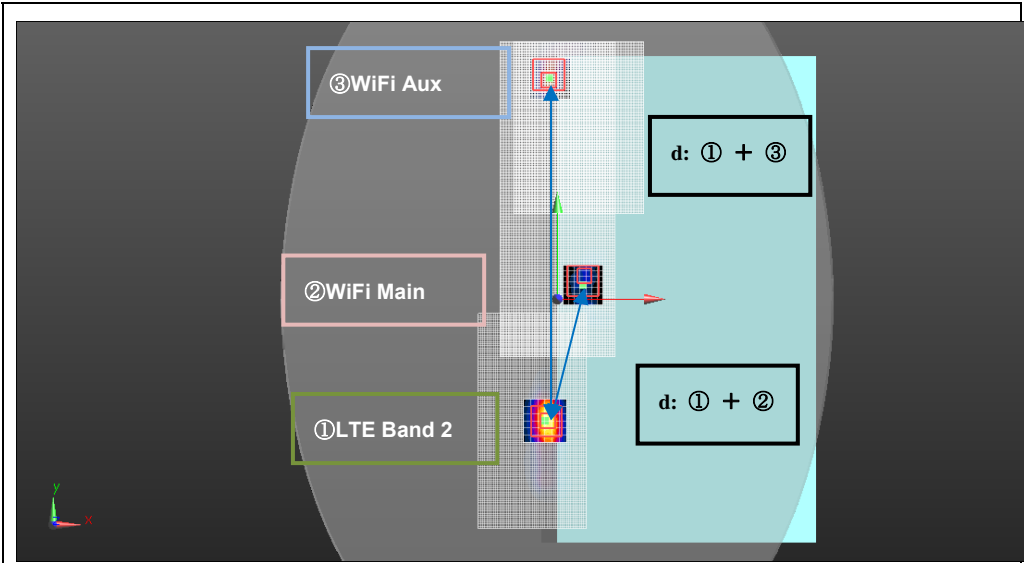 ③WiFi Aux
d: ① + ③
②WiFi Main
d: ① + ②
①LTE Band 2
y
x